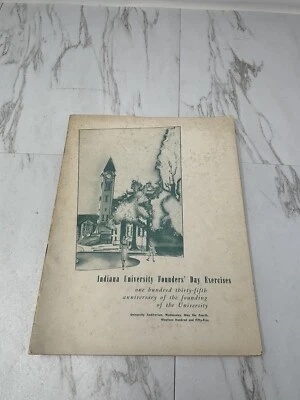 Indiana University Founders' Day Exercises
one hundred thirty-fifth
anniversary of the founding
of the University
University Auditorium, Wednesday, May the Fourth,
Nineteen Hundred and Fifty-five